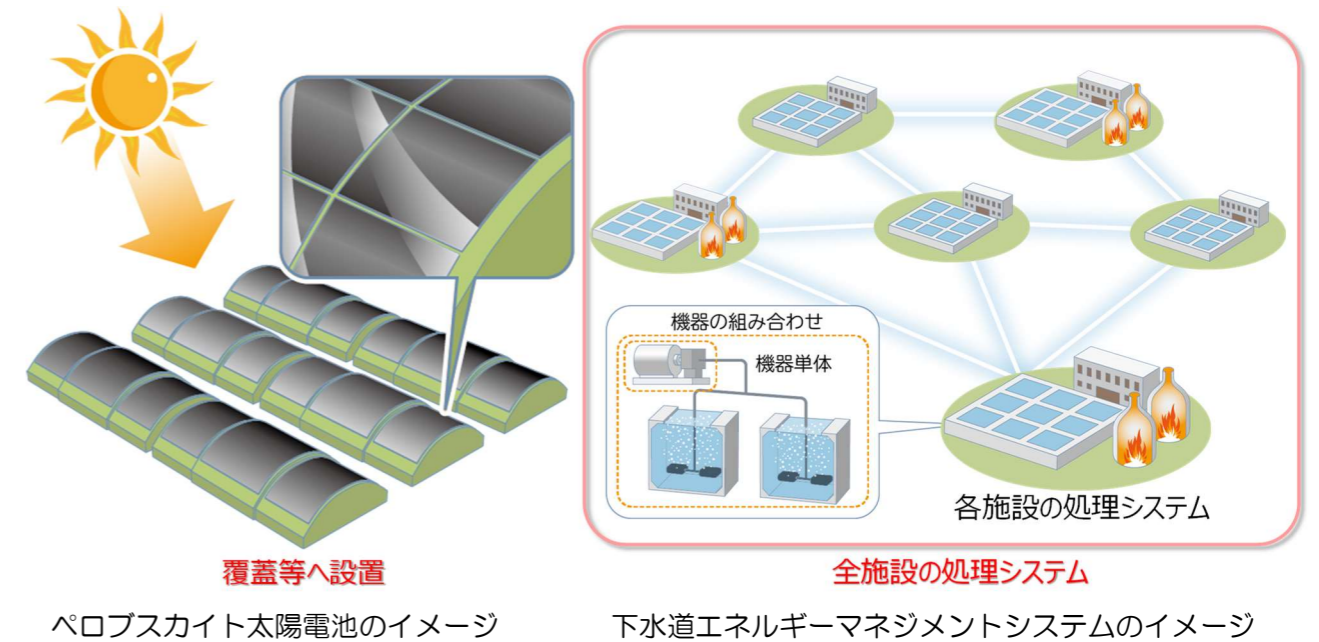 機器の組み合わせ
機器単体
各施設の処理システム
覆蓋等へ設置
全施設の処理システム
ペロブスカイト太陽電池のイメージ
下水道エネルギーマネジメントシステムのイメージ